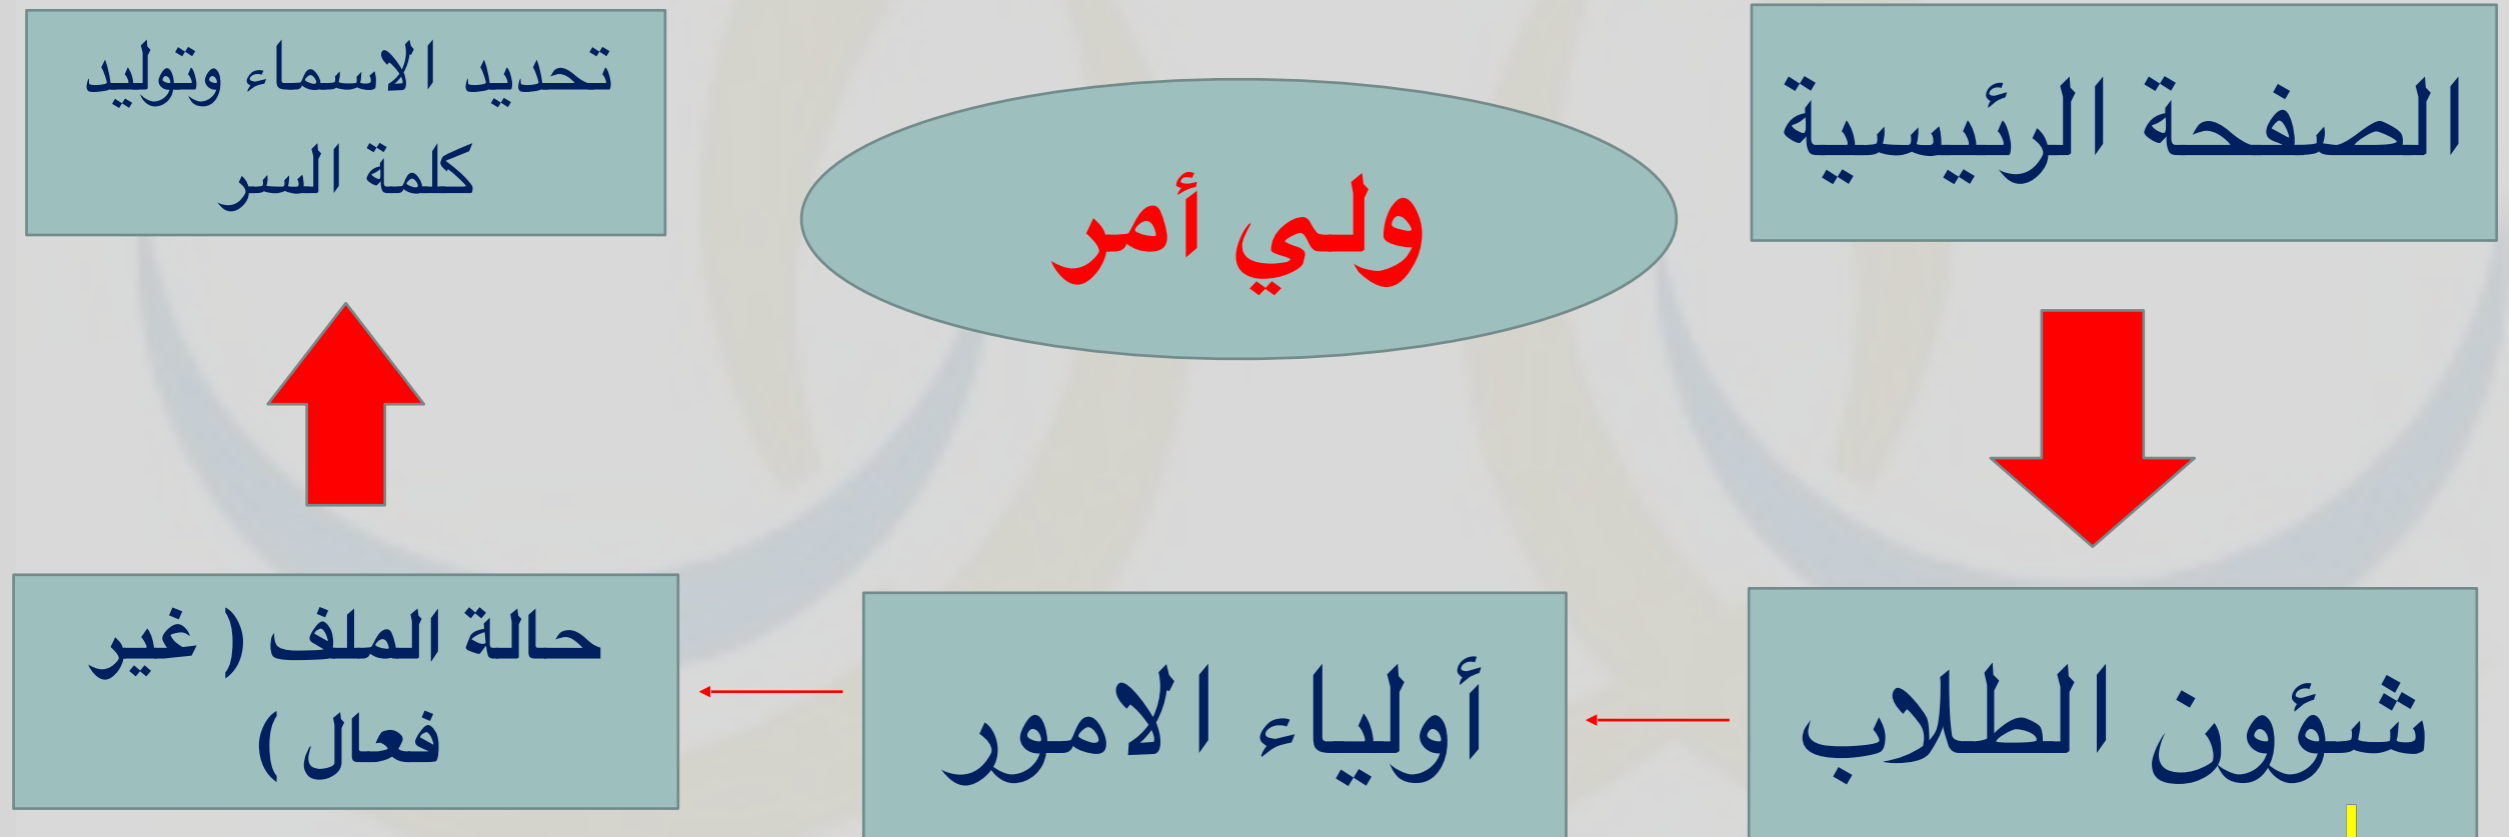 الصفحة الرئيسية
ولي أمر
تحديد الاسماء وتوليد
كلمة السر
شؤون الطلاب
أولياء الامور
حالة الملف ( غير
فعال )